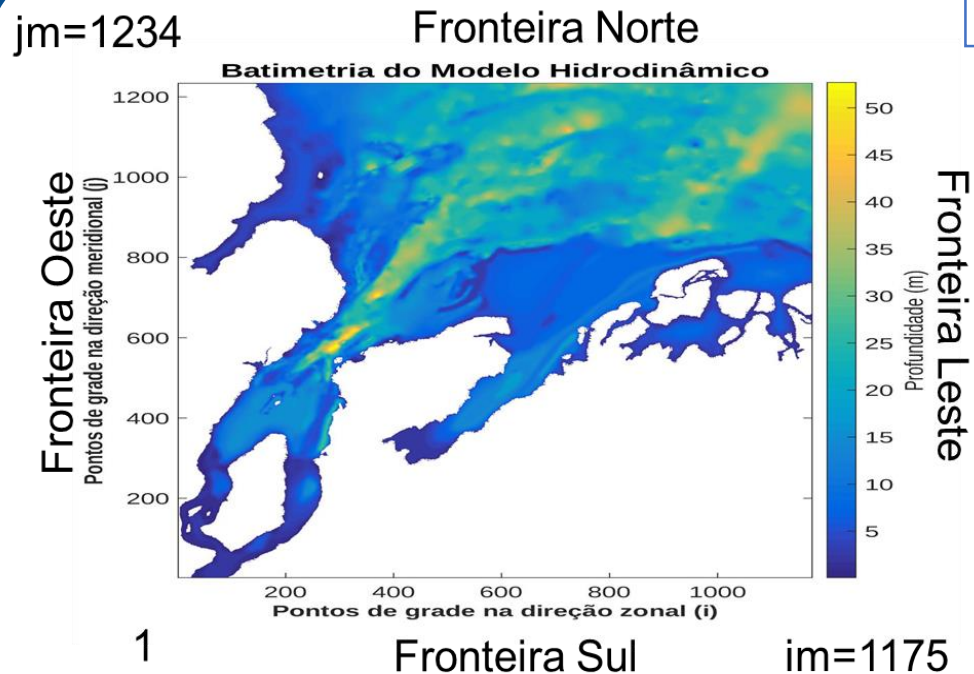 jm=1234
Fronteira Norte
Batimetria do Modelo Hidrodinâmico
Fronteira Oeste
Pontos de grade na direção meridional (j)
1200
1000
800
600
400
200
200 400 600 800 1000
Pontos de grade na direção zonal (i)
50
45
40
35
30
25
20
15
10
5
Profundidade (m)
Fronteira Leste
1
Fronteira Sul
im=1175